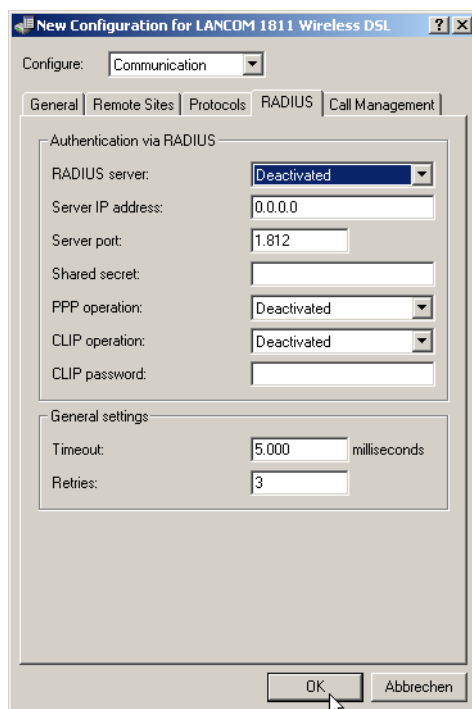 New Configuration for LANCOM 1811 Wireless DSL
Configure: Communication
General Remote Sites Protocols RADIUS Call Management
Authentication via RADIUS
RADIUS server: Deactivated
Server IP address: 0.0.0.0
Server port: 1.812
Shared secret:
PPP operation: Deactivated
CLIP operation: Deactivated
CLIP password:
General settings
Timeout: 5.000 milliseconds
Retries: 3
OK Abbrechen